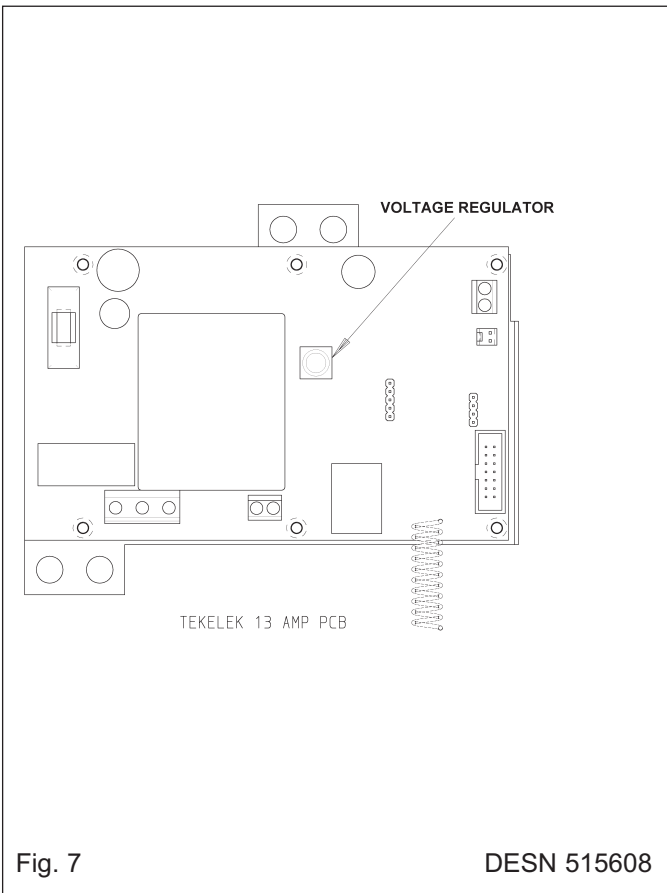 VOLTAGE REGULATOR
TEKELEK 13 AMP PCB
Fig. 7
DESN 515608